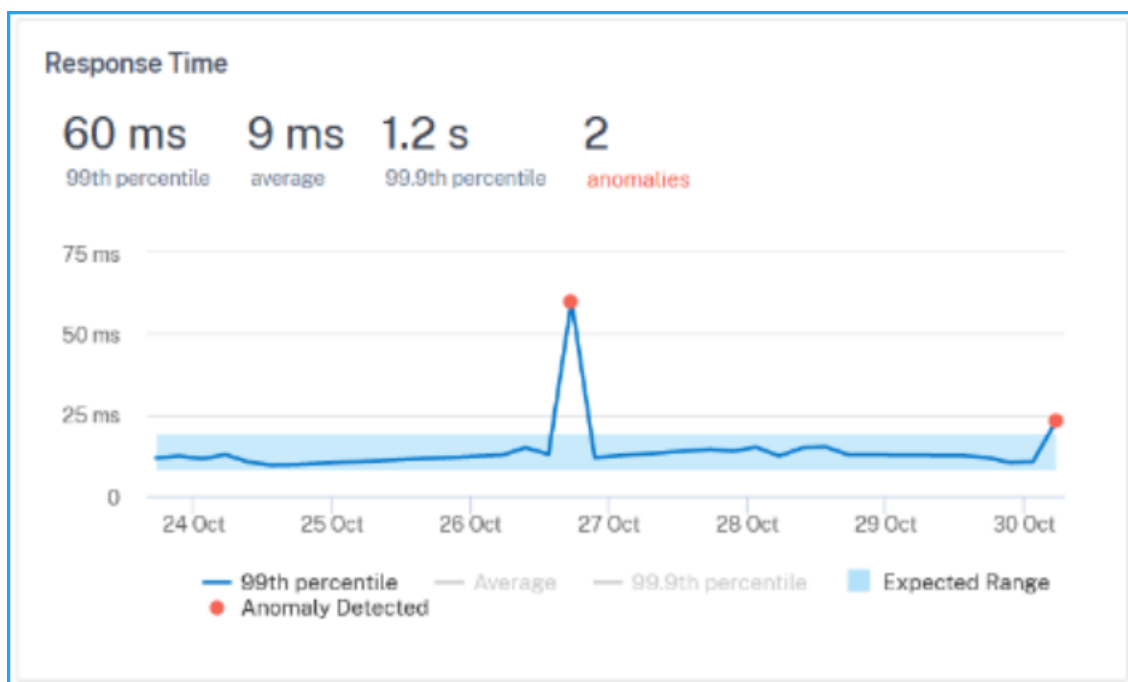 Response Time
60 ms 9 ms 1.2 s 2
99th percentile average 99.9th percentile anomalies
75 ms
50 ms
25 ms
0
24 Oct 25 Oct 26 Oct 27 Oct 28 Oct 29 Oct 30 Oct
99th percentile Average 99.9th percentile Expected Range
Anomaly Detected